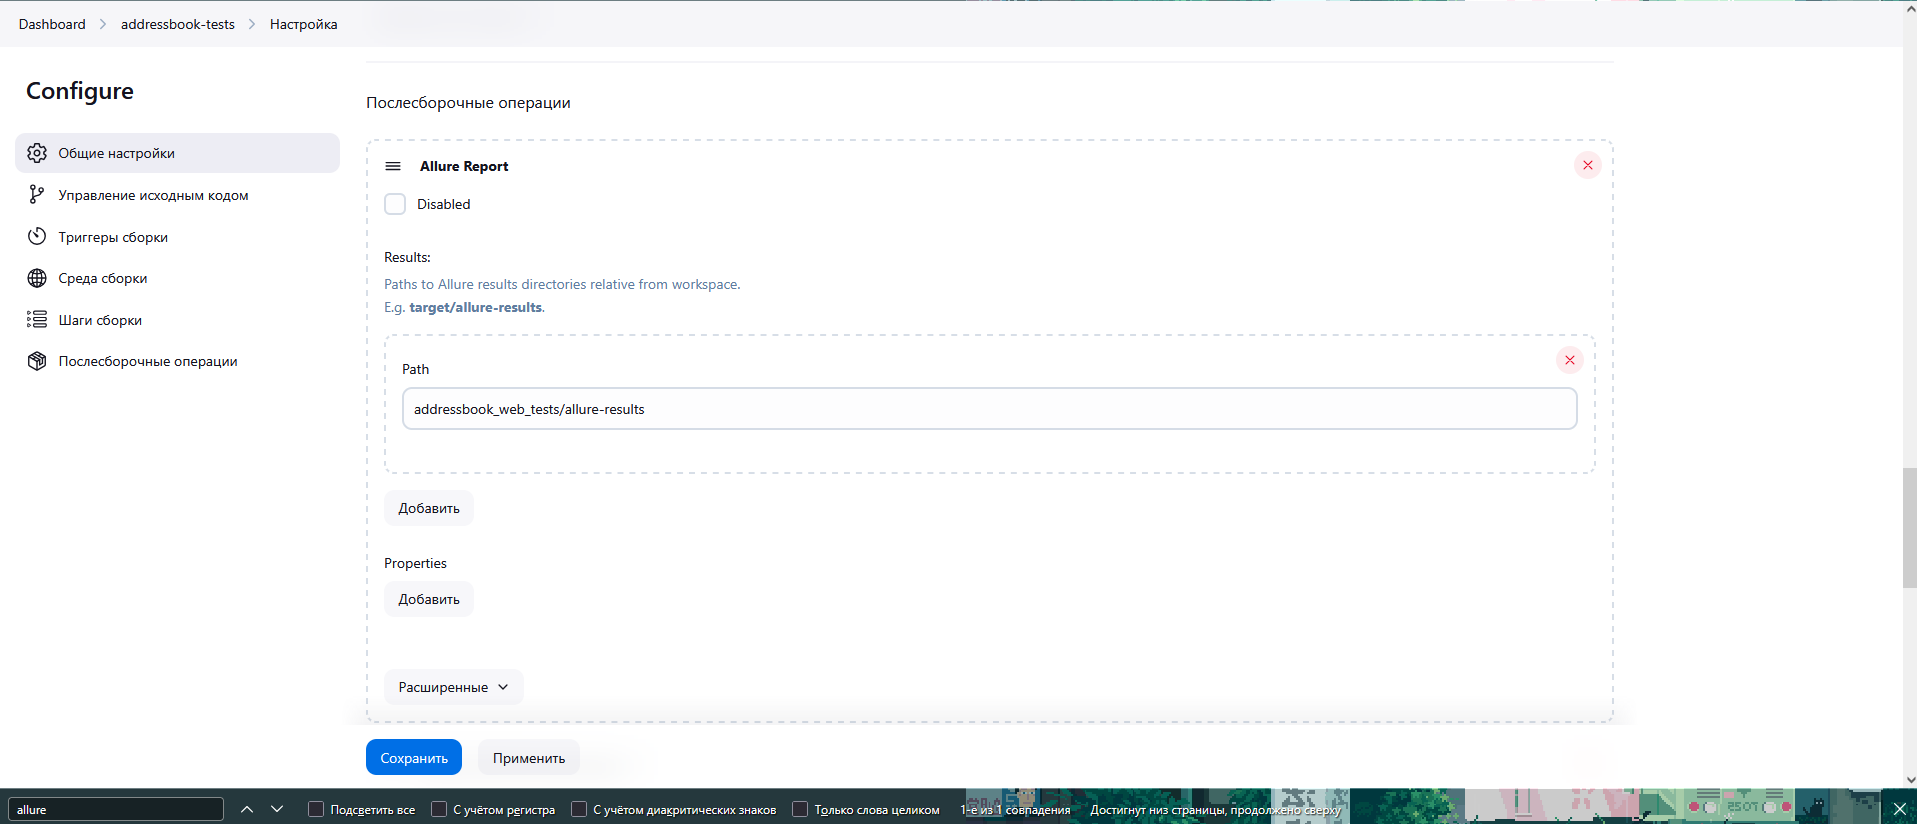 Dashboard > addressbook-tests > Настройка
Configure
Общие настройки
Управление исходным кодом
Триггеры сборки
Среда сборки
Шаги сборки
Послесборочные операции
Послесборочные операции
Allure Report
Disabled
Results:
Paths to Allure results directories relative from workspace.
E.g. target/allure-results.
Path
addressbook_web_tests/allure-results
Добавить
Properties
Добавить
Расширенные
Сохранить Применить
allure Подсветить все С учётом регистра С учётом диакритических знаков Только слова целиком 1-е из 1 совпадения Достигнут низ страницы, продолжено сверху